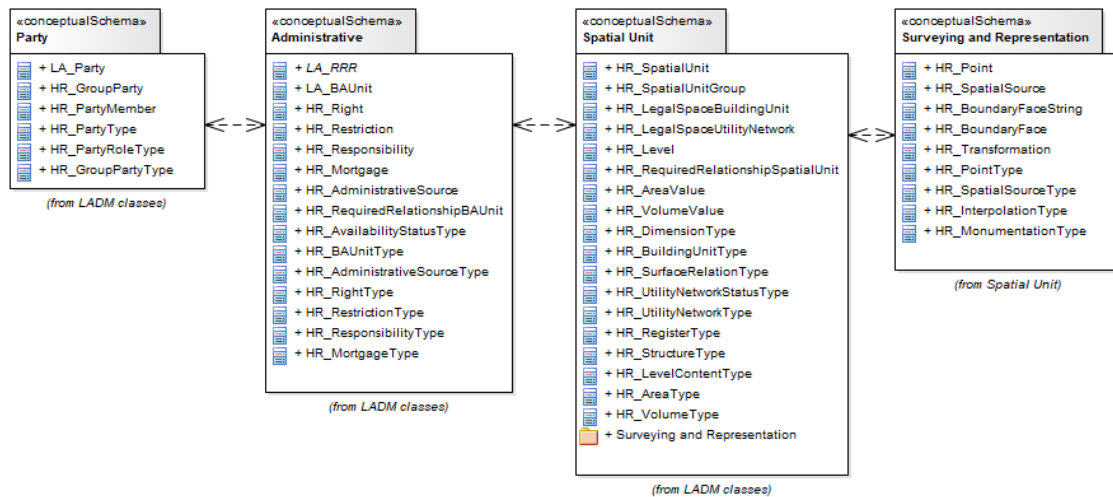 «conceptualSchema»
Party
+ LA_Party
+ HR_GroupParty
+ HR_PartyMember
+ HR_PartyType
+ HR_PartyRoleType
+ HR_GroupPartyType
(from LADM classes)
«conceptualSchema»
Administrative
+ LA_RRR
+ LA_BAUnit
+ HR_Right
+ HR_Restriction
+ HR_Responsibility
+ HR_Mortgage
+ HR_AdministrativeSource
+ HR_RequiredRelationshipBAUnit
+ HR_AvailabilityStatusType
+ HR_BAUnitType
+ HR_AdministrativeSourceType
+ HR_RightType
+ HR_RestrictionType
+ HR_ResponsibilityType
+ HR_MortgageType
(from LADM classes)
«conceptualSchema»
Spatial Unit
+ HR_SpatialUnit
+ HR_SpatialUnitGroup
+ HR_LegalSpaceBuildingUnit
+ HR_LegalSpaceUtilityNetwork
+ HR_Level
+ HR_RequiredRelationshipSpatialUnit
+ HR_AreaValue
+ HR_VolumeValue
+ HR_DimensionType
+ HR_BuildingUnitType
+ HR_SurfaceRelationType
+ HR_UtilityNetworkStatusType
+ HR_UtilityNetworkType
+ HR_RegisterType
+ HR_StructureType
+ HR_LevelContentType
+ HR_AreaType
+ HR_VolumeType
+ Surveying and Representation
(from LADM classes)
«conceptualSchema»
Surveying and Representation
+ HR_Point
+ HR_SpatialSource
+ HR_BoundaryFaceString
+ HR_BoundaryFace
+ HR_Transformation
+ HR_PointType
+ HR_SpatialSourceType
+ HR_InterpolationType
+ HR_MonumentationType
(from Spatial Unit)